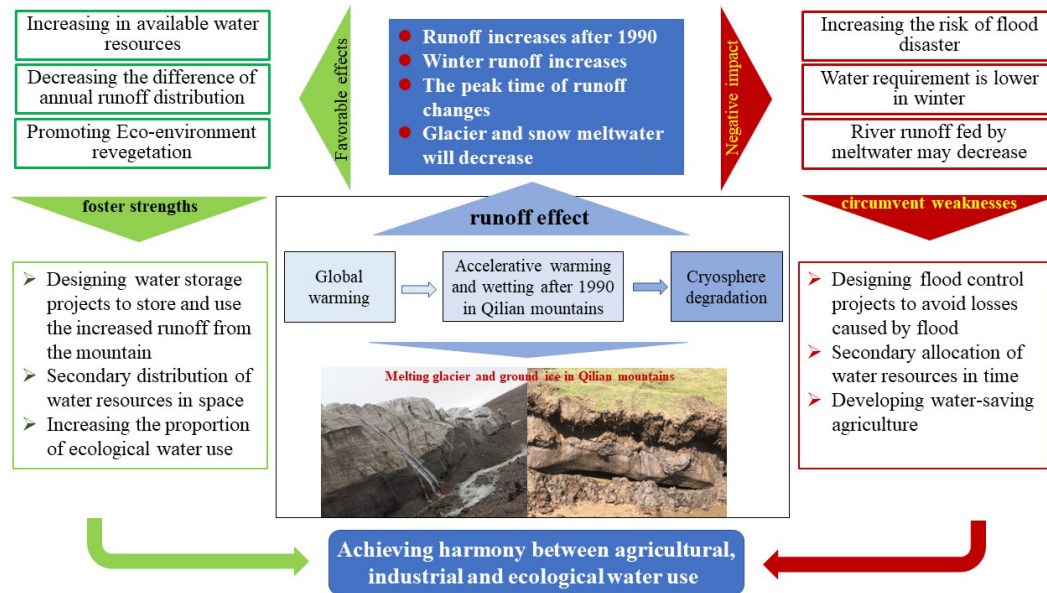 Increasing in available water
resources
Decreasing the difference of
annual runoff distribution
Promoting Eco-environment
revegetation
Favorable effects
Runoff increases after 1990
Winter runoff increases
The peak time of runoff
changes
Glacier and snow meltwater
will decrease
Negative impact
Increasing the risk of flood
disaster
Water requirement is lower
in winter
River runoff fed by
meltwater may decrease
foster strengths
circumvent weaknesses
runoff effect
Global
warming
Accelerative warming
and wetting after 1990
in Qilian mountains
Cryosphere
degradation
Melting glacier and ground ice in Qilian mountains
Designing water storage
projects to store and use
the increased runoff from
the mountain
Secondary distribution of
water resources in space
Increasing the proportion
of ecological water use
Designing flood control
projects to avoid losses
caused by flood
Secondary allocation of
water resources in time
Developing water-saving
agriculture
Achieving harmony between agricultural,
industrial and ecological water use